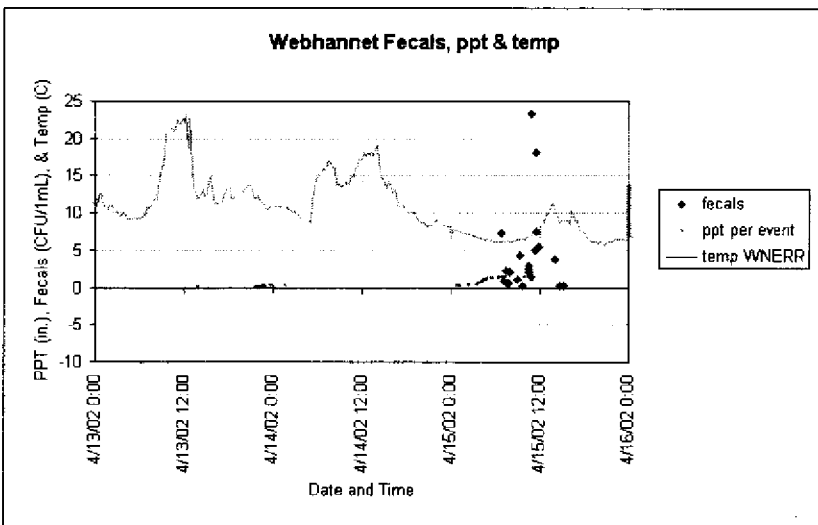 Webhannet Fecals, ppt & temp
PPT (in.), Fecals (CFU/1mL), & Temp (C)
25
20
15
10
5
0
-5
-10
4/13/02 0:00
4/13/02 12:00
4/14/02 0:00
4/14/02 12:00
4/15/02 0:00
4/15/02 12:00
4/16/02 0:00
Date and Time
fecals
ppt per event
temp WNERR